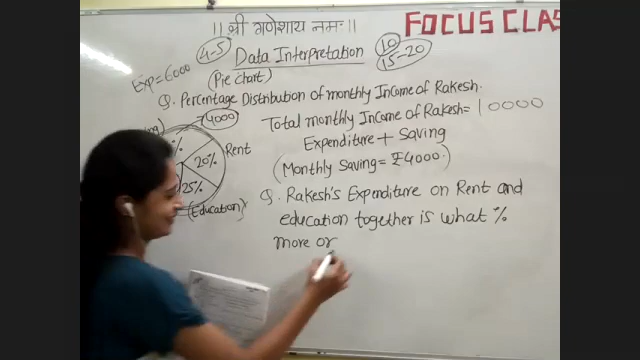 ||श्री गणेशाय नमः||
FOCUS CLAS
Exp=6000
4-5
Data Interpretation
10
15-20
(Pie chart)
Q. Percentage Distribution of monthly Income of Rakesh.
₹4000
Total monthly Income of Rakesh= 10000
Expenditure + Saving
(Monthly Saving = ₹4000)
%
20%
Rent
25%
(Education)
Q. Rakesh's Expenditure on Rent and
education together is what %
more or